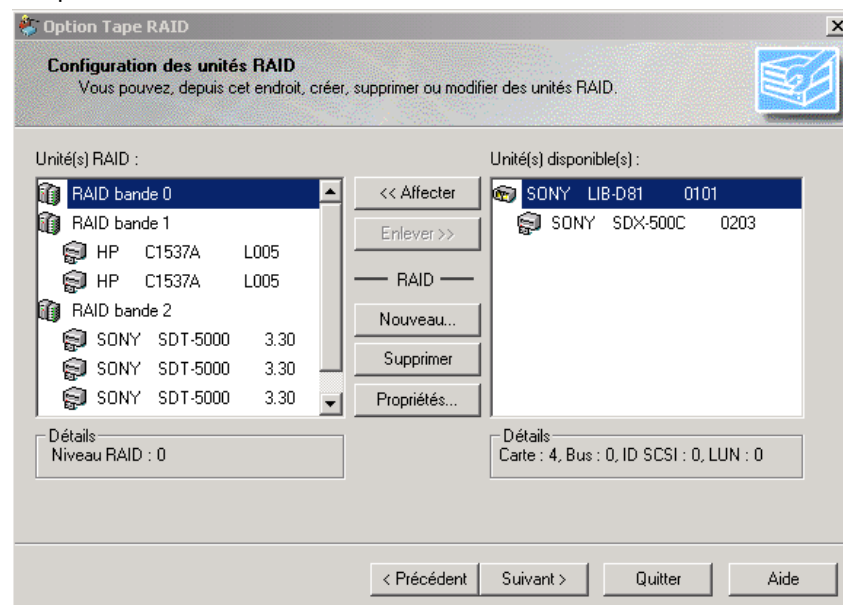 Option Tape RAID
Configuration des unités RAID
Vous pouvez, depuis cet endroit, créer, supprimer ou modifier des unités RAID.
Unité(s) RAID :
RAID bande 0
RAID bande 1
HP C1537A L005
HP C1537A L005
RAID bande 2
SONY SDT-5000 3.30
SONY SDT-5000 3.30
SONY SDT-5000 3.30
Détails
Niveau RAID : 0
<< Affecter
Enlever >>
RAID
Nouveau...
Supprimer
Propriétés...
Unité(s) disponible(s) :
SONY LIB-D81 0101
SONY SDX-500C 0203
Détails
Carte : 4, Bus : 0, ID SCSI : 0, LUN : 0
< Précédent
Suivant >
Quitter
Aide